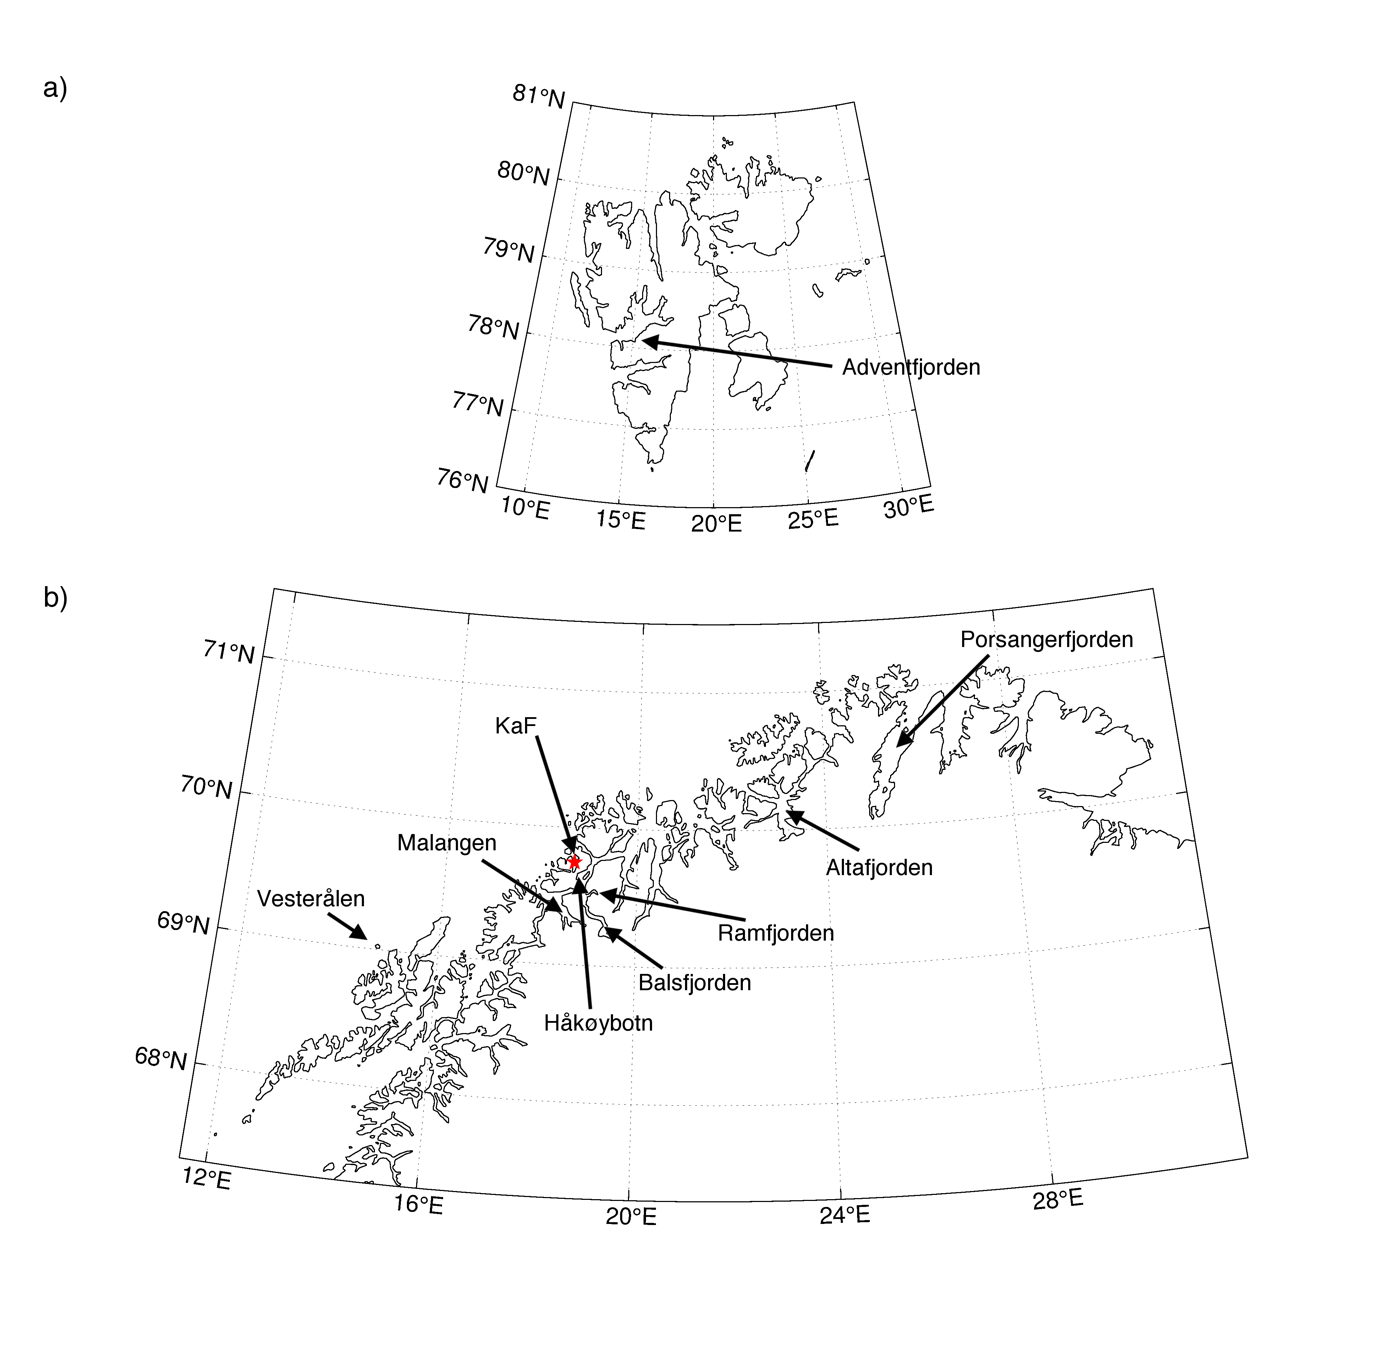 a)
81°N
80°N
79°N
78°N
77°N
76°N
Adventfjorden
10°E
15°E
20°E
25°E
30°E
b)
71°N
70°N
69°N
68°N
Porsangerfjorden
KaF
Malangen
Vesterålen
Altafjorden
Ramfjorden
Balsfjorden
Håkøybotn
12°E
16°E
20°E
24°E
28°E